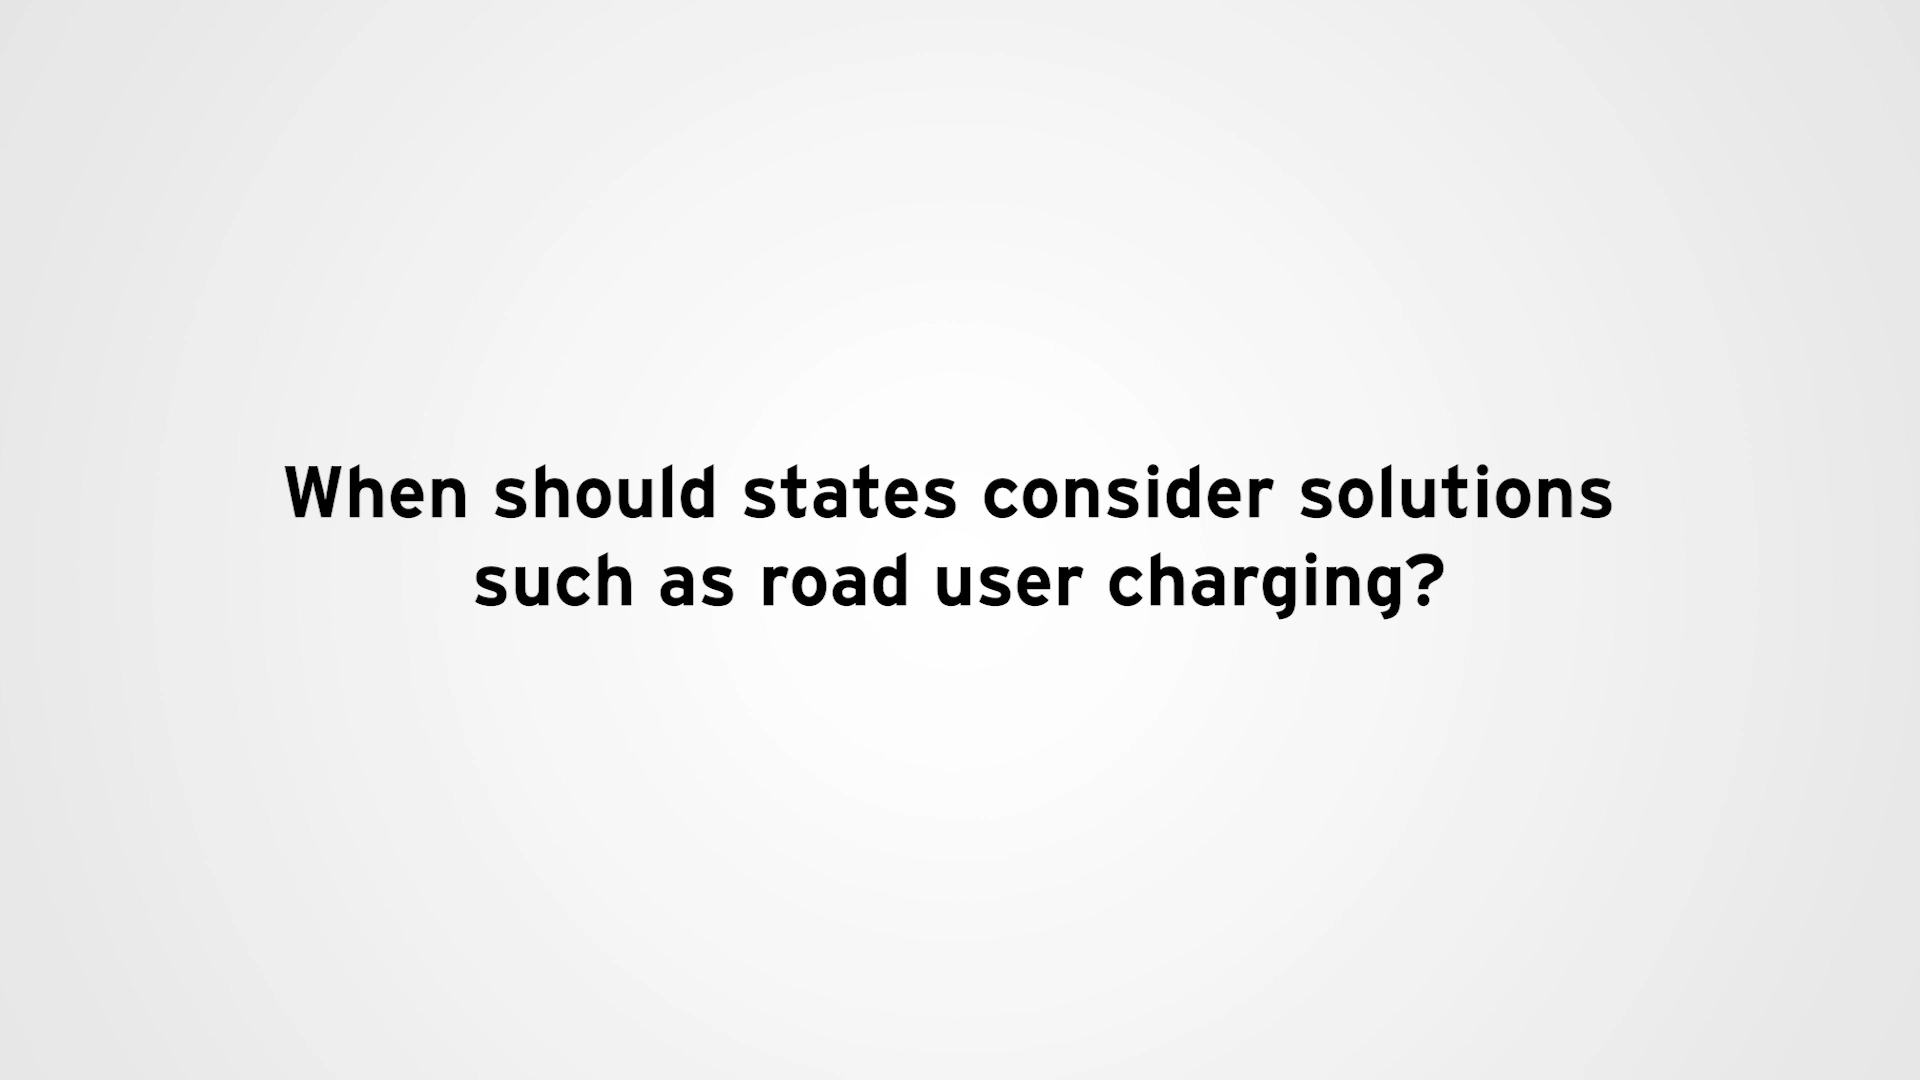 When should states consider solutions
such as road user charging?